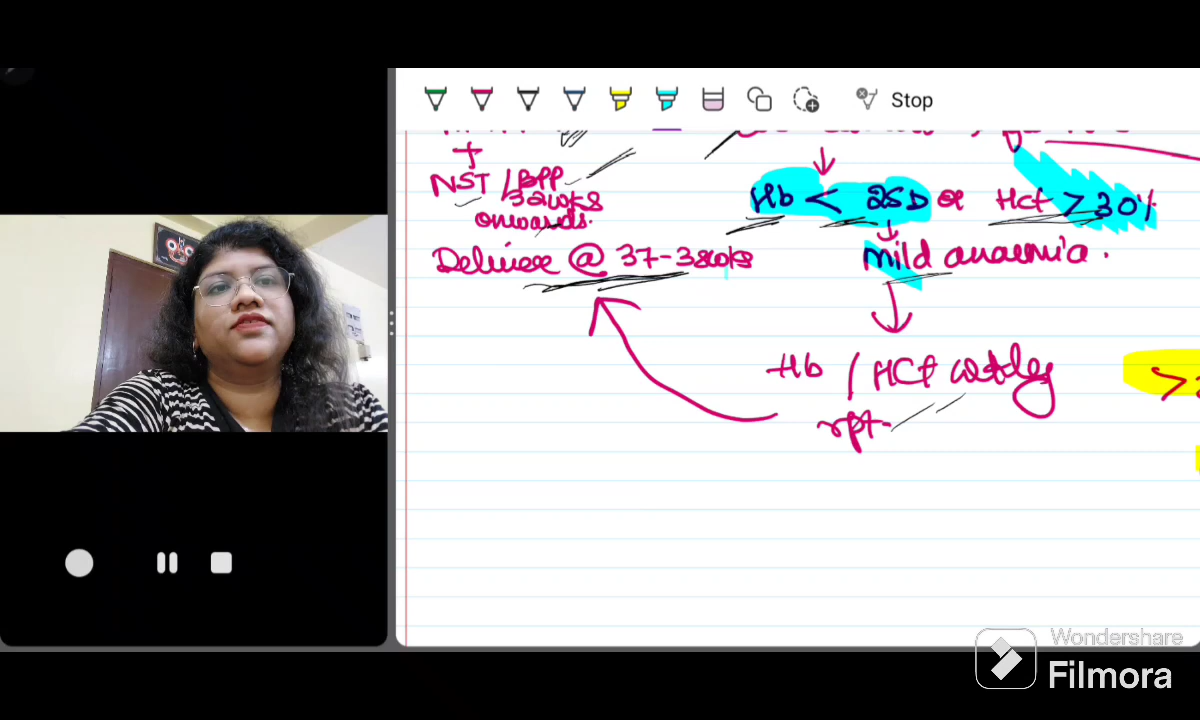 Stop
+
NST / BPP
32wks
onwards.
Hb < 2SD or Hct > 30%
Deliver @ 37-38wks
mild anaemia.
Hb / HCt wkly
rpt-
>
Wondershare
Filmora